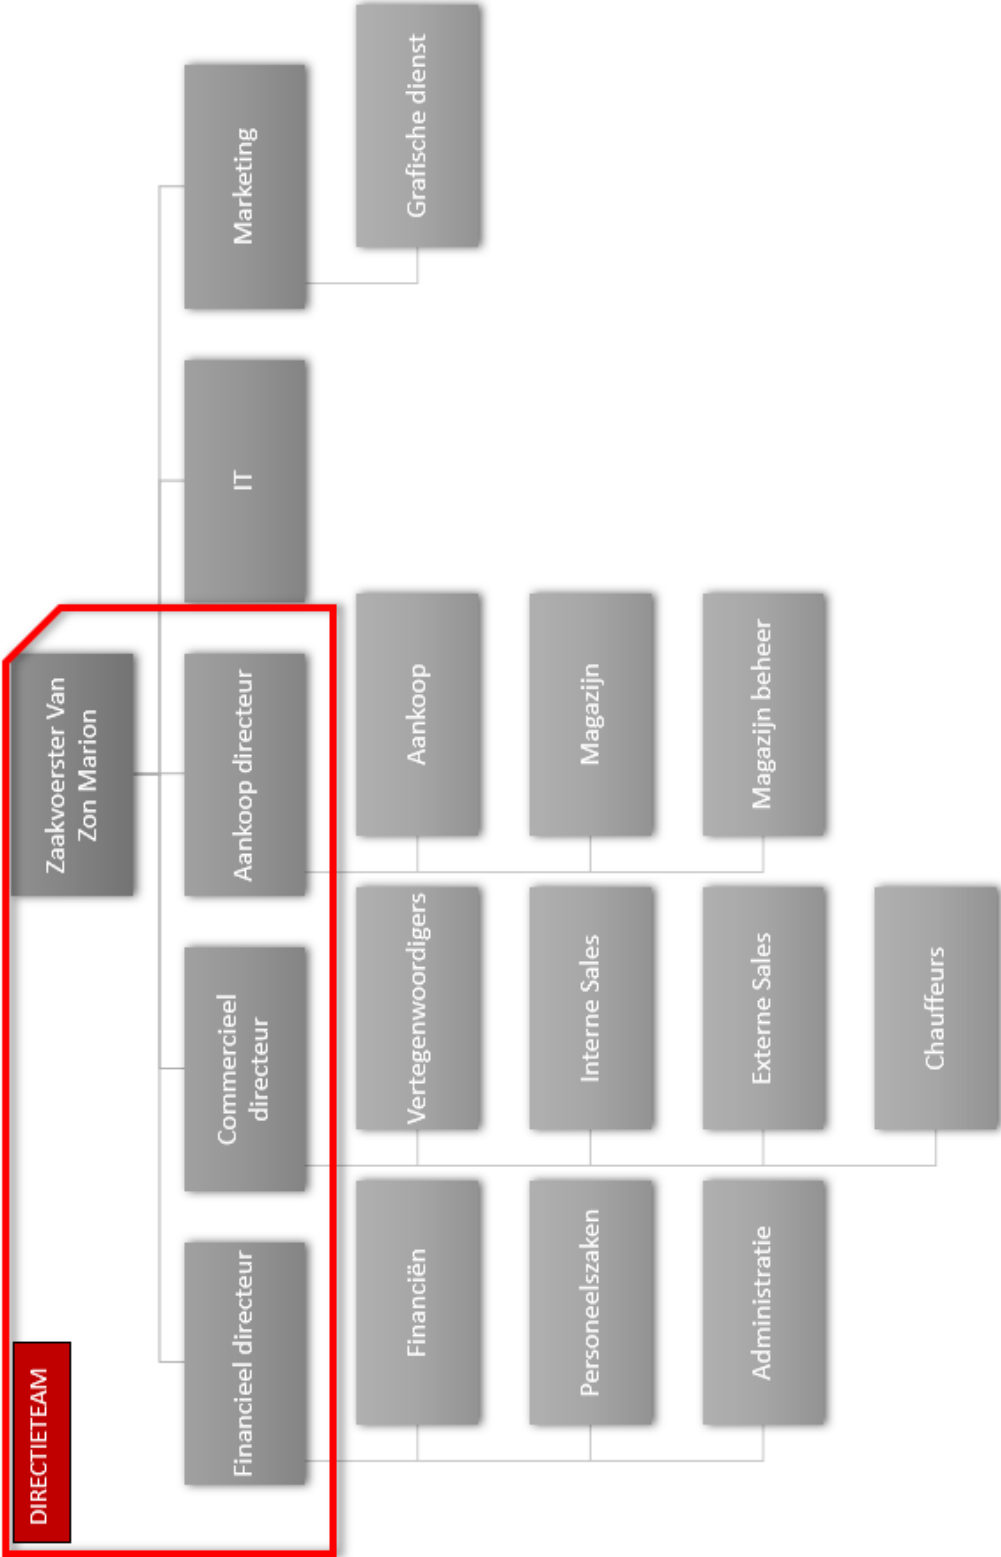 DIRECTIETEAM
Zaakvoerster Van
Zon Marion
Financieel directeur
Commercieel
directeur
Aankoop directeur
IT
Marketing
Financiën
Vertegenwoordigers
Aankoop
Grafische dienst
Personeelszaken
Interne Sales
Magazijn
Administratie
Externe Sales
Magazijn beheer
Chauffeurs